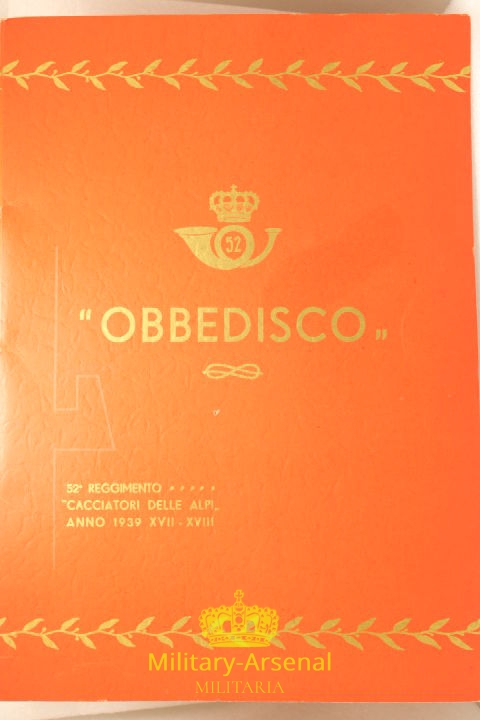 52
“OBBEDISCO„
52° REGGIMENTO
“CACCIATORI DELLE ALPI„
ANNO 1939 XVII - XVIII
Military-Arsenal
MILITARIA